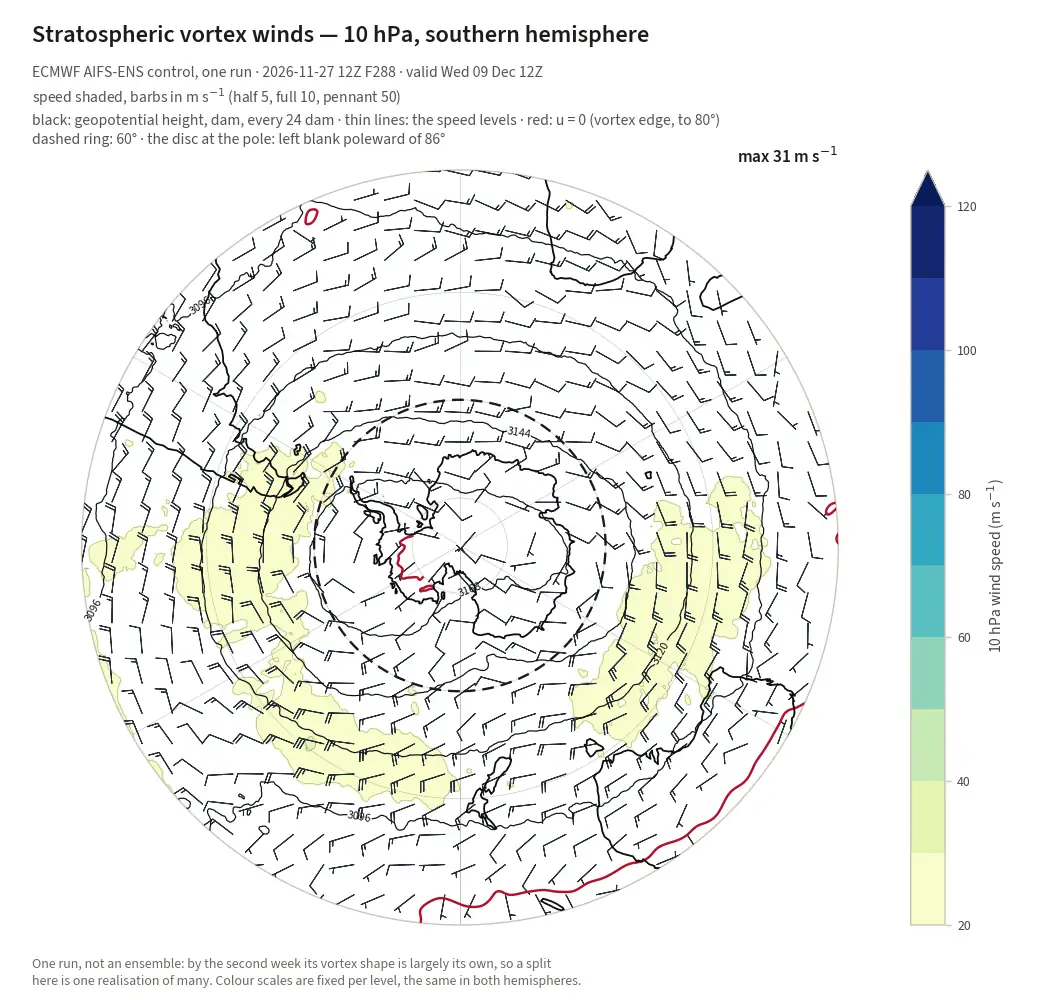 Stratospheric vortex winds — 10 hPa, southern hemisphere
ECMWF AIFS-ENS control, one run · 2026-11-27 12Z F288 · valid Wed 09 Dec 12Z
speed shaded, barbs in m s⁻¹ (half 5, full 10, pennant 50)
black: geopotential height, dam, every 24 dam · thin lines: the speed levels · red: u = 0 (vortex edge, to 80°)
dashed ring: 60° · the disc at the pole: left blank poleward of 86°
max 31 m s⁻¹
120
100
80
60
40
20
10 hPa wind speed (m s⁻¹)
3096
3144
3168
3096
3120
3096
One run, not an ensemble: by the second week its vortex shape is largely its own, so a split
here is one realisation of many. Colour scales are fixed per level, the same in both hemispheres.